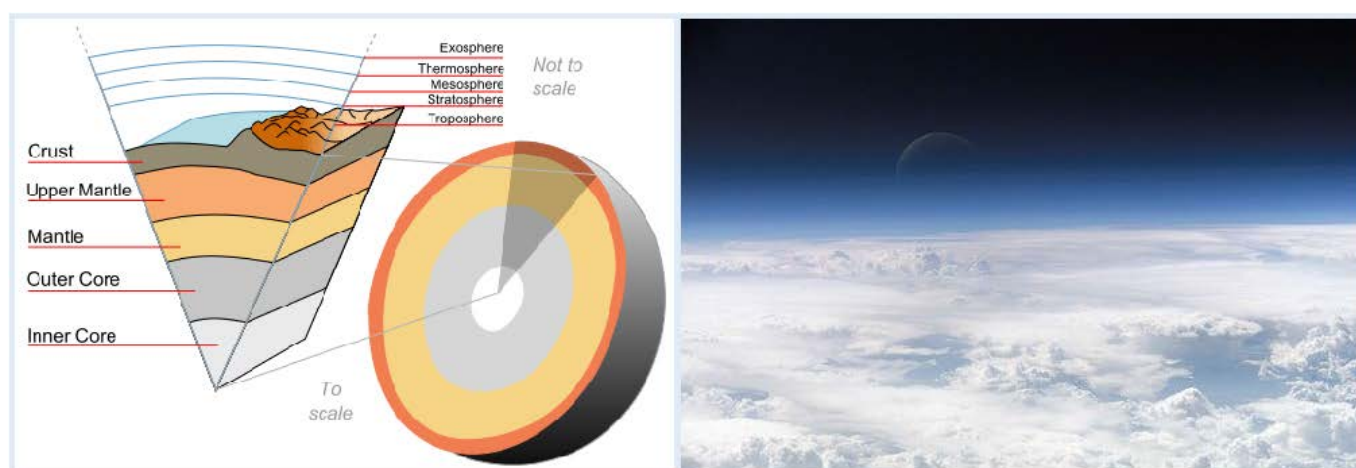 Exosphere
Thermosphere
Mesosphere
Stratosphere
Troposphere
Not to
scale
Crust
Upper Mantle
Mantle
Cuter Core
Inner Core
To
scale